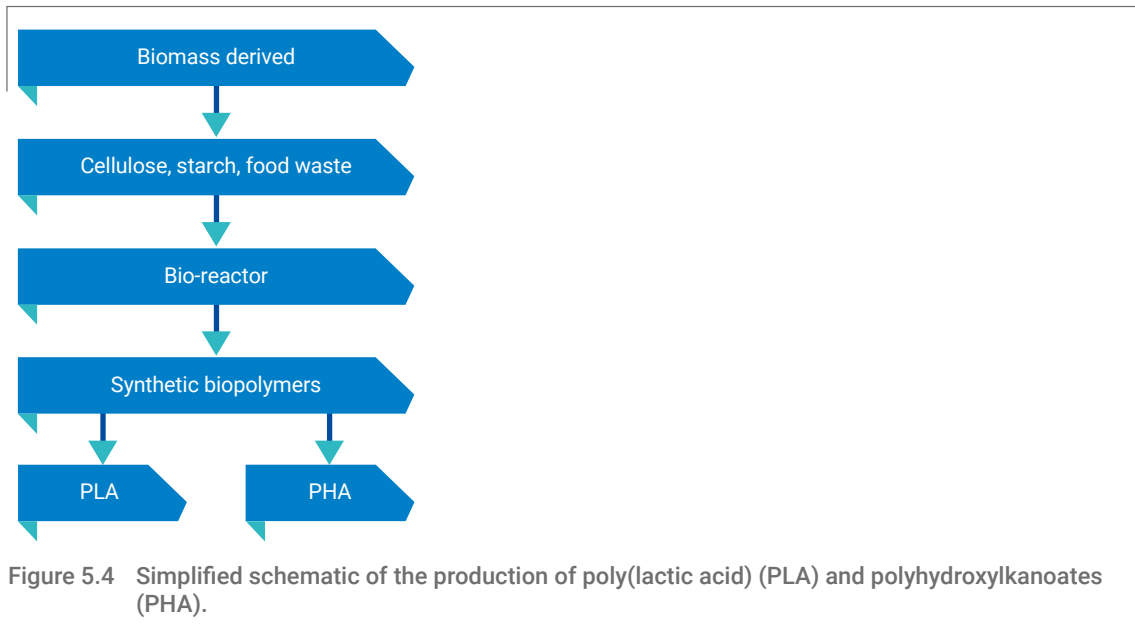 Biomass derived
Cellulose, starch, food waste
Bio-reactor
Synthetic biopolymers
PLA
PHA
Figure 5.4 Simplified schematic of the production of poly(lactic acid) (PLA) and polyhydroxylkanoates
(PHA).